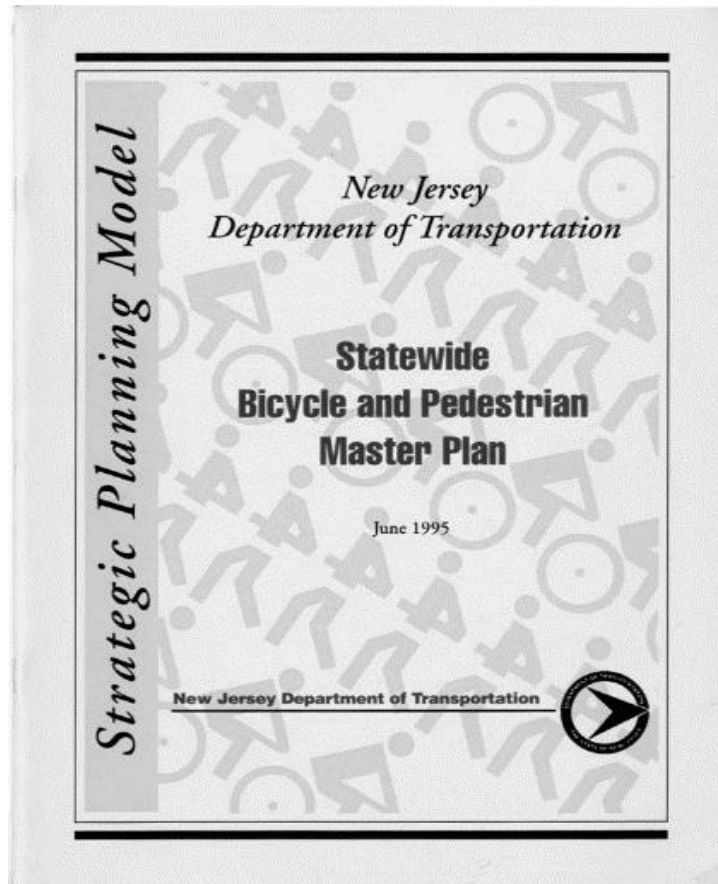 Strategic Planning Model
New Jersey
Department of Transportation
Statewide
Bicycle and Pedestrian
Master Plan
June 1995
New Jersey Department of Transportation